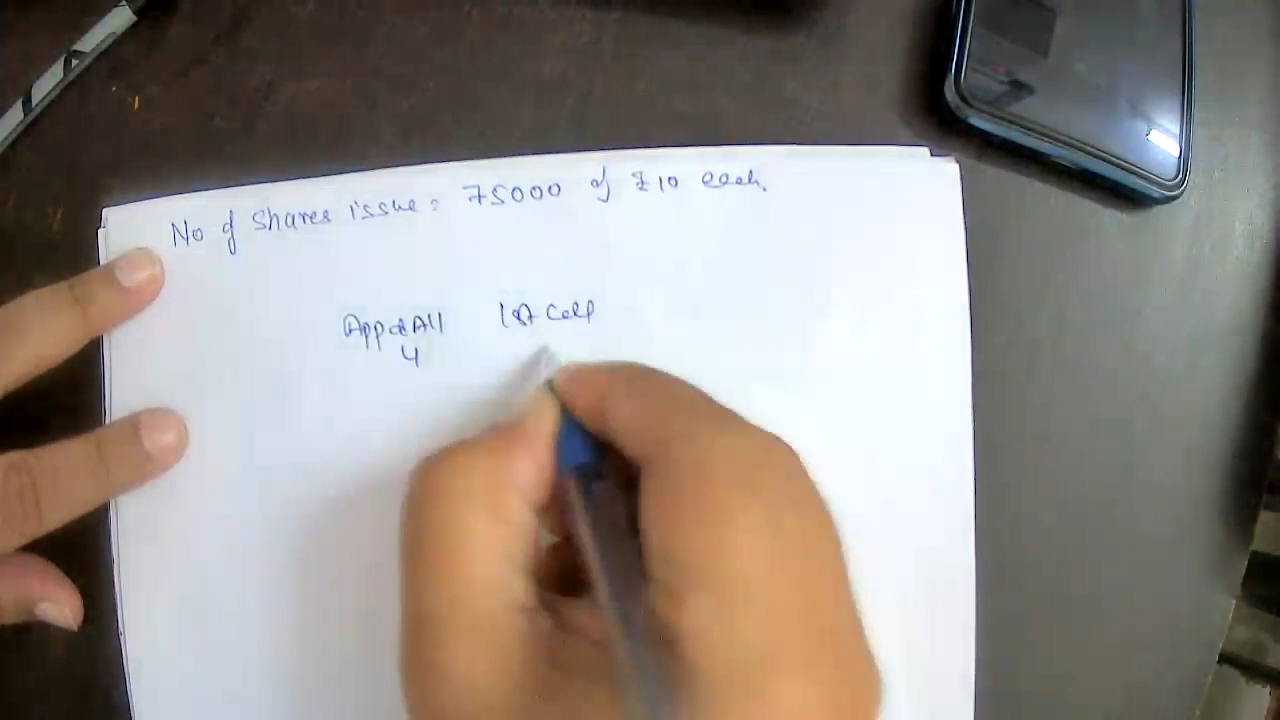 No of Shares issue = 75000 of ₹10 each.
App & All 1st Call
4